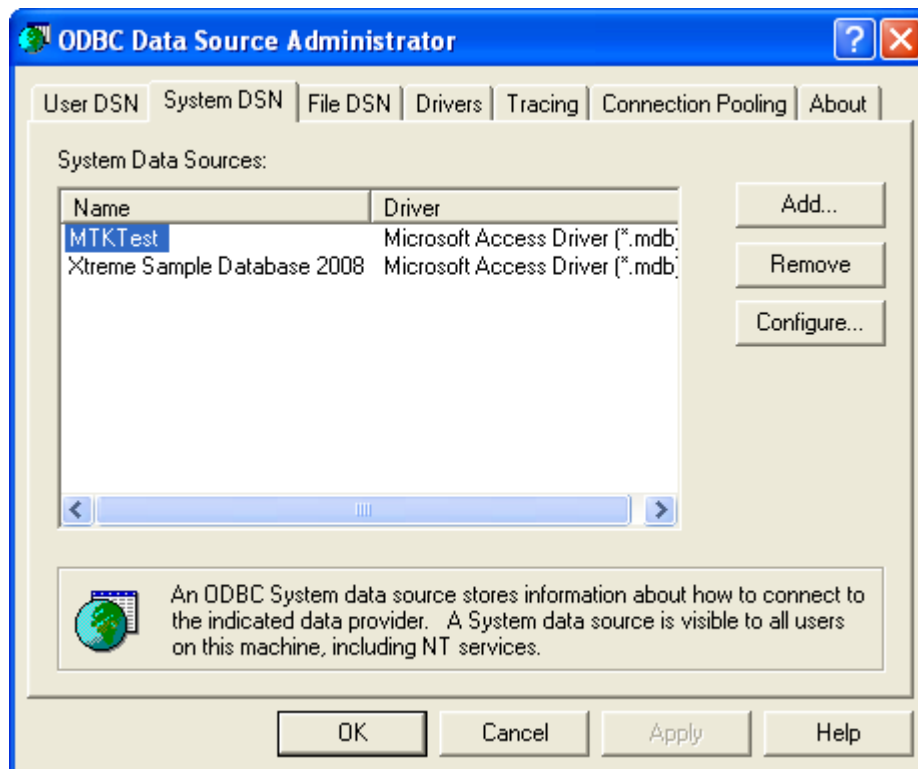 ODBC Data Source Administrator
User DSN System DSN File DSN Drivers Tracing Connection Pooling About
System Data Sources:
Name Driver
MTKTest Microsoft Access Driver (*.mdb)
Xtreme Sample Database 2008 Microsoft Access Driver (*.mdb)
Add...
Remove
Configure...
An ODBC System data source stores information about how to connect to
the indicated data provider. A System data source is visible to all users
on this machine, including NT services.
OK Cancel Apply Help